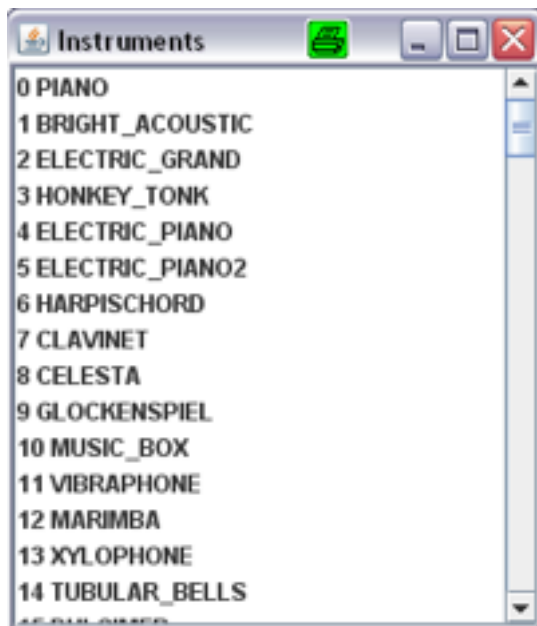 Instruments
0 PIANO
1 BRIGHT_ACOUSTIC
2 ELECTRIC_GRAND
3 HONKEY_TONK
4 ELECTRIC_PIANO
5 ELECTRIC_PIANO2
6 HARPISCHORD
7 CLAVINET
8 CELESTA
9 GLOCKENSPIEL
10 MUSIC_BOX
11 VIBRAPHONE
12 MARIMBA
13 XYLOPHONE
14 TUBULAR_BELLS